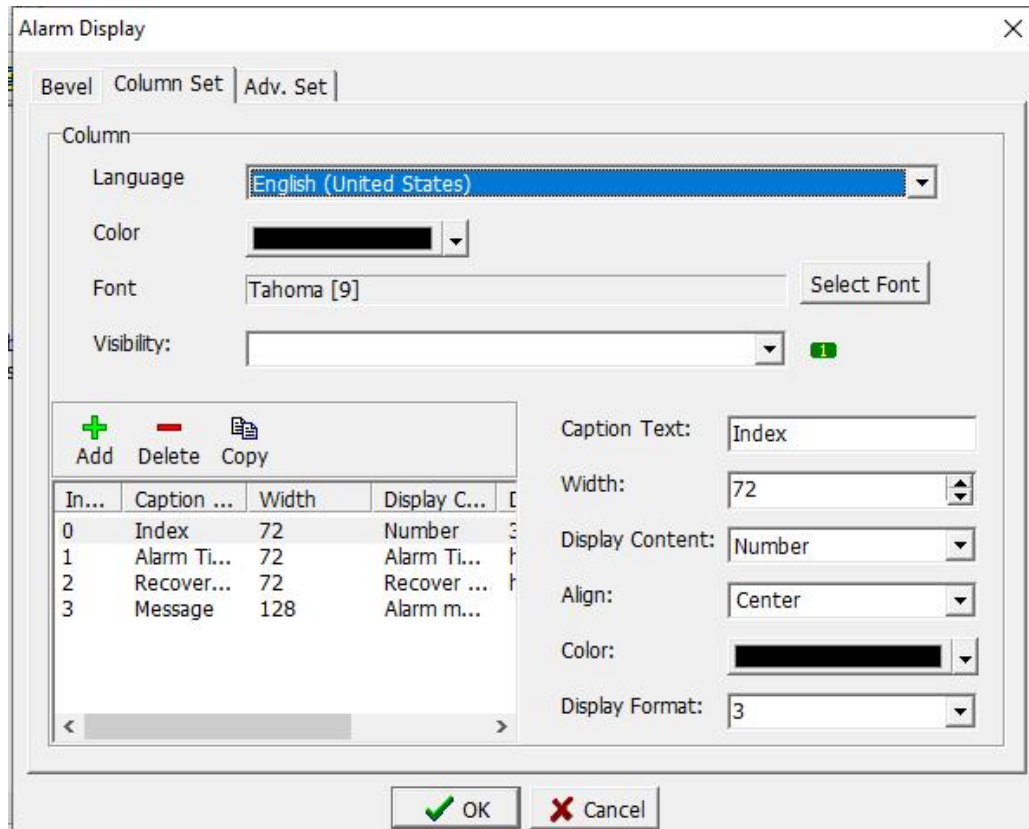 Alarm Display
Bevel Column Set Adv. Set
Column
Language English (United States)
Color
Font Tahoma [9] Select Font
Visibility: 1
Add Delete Copy
In... Caption ... Width Display C...
0 Index 72 Number 3
1 Alarm Ti... 72 Alarm Ti... h
2 Recover... 72 Recover ... h
3 Message 128 Alarm m...
Caption Text: Index
Width: 72
Display Content: Number
Align: Center
Color:
Display Format: 3
OK Cancel